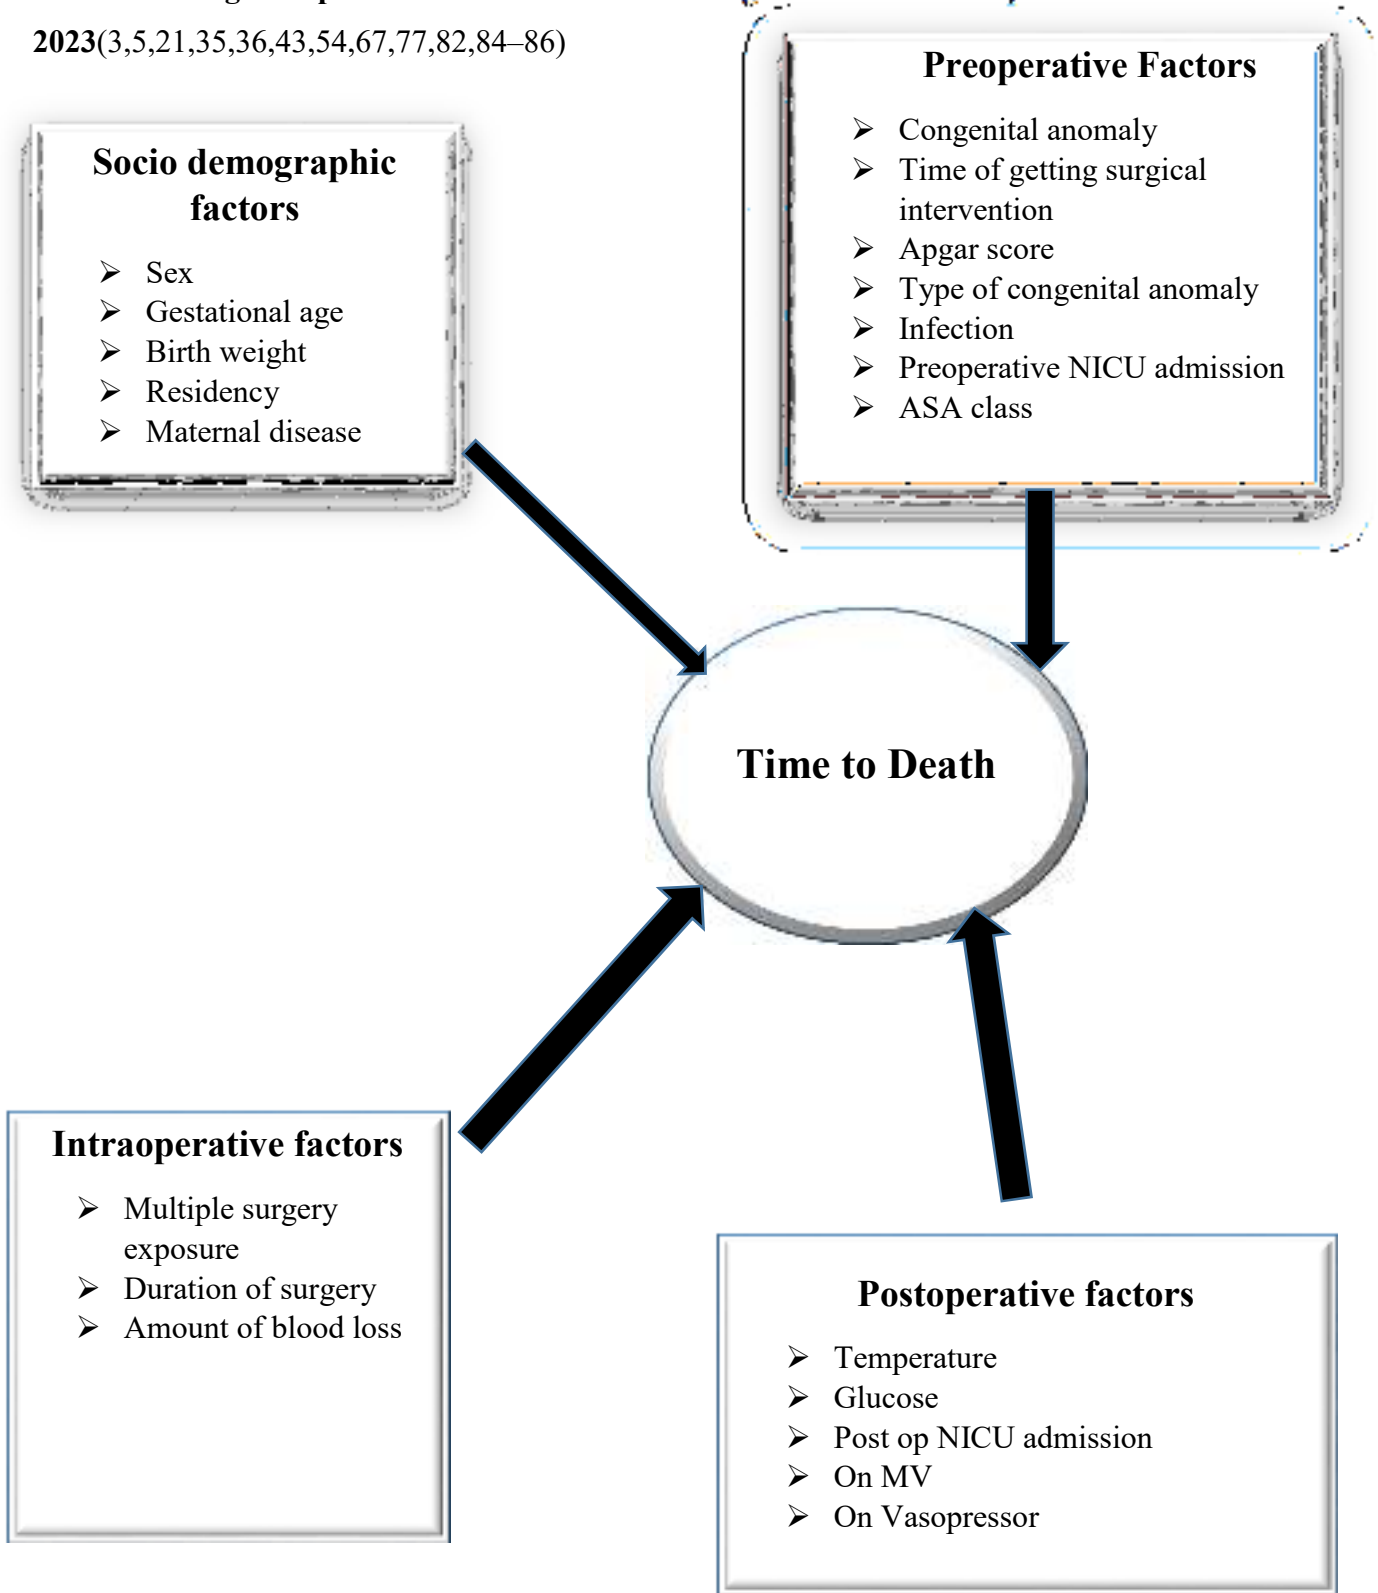 2023(3,5,21,35,36,43,54,67,77,82,84–86)
Socio demographic
factors
➢ Sex
➢ Gestational age
➢ Birth weight
➢ Residency
➢ Maternal disease
Preoperative Factors
➢ Congenital anomaly
➢ Time of getting surgical
intervention
➢ Apgar score
➢ Type of congenital anomaly
➢ Infection
➢ Preoperative NICU admission
➢ ASA class
Time to Death
Intraoperative factors
➢ Multiple surgery
exposure
➢ Duration of surgery
➢ Amount of blood loss
Postoperative factors
➢ Temperature
➢ Glucose
➢ Post op NICU admission
➢ On MV
➢ On Vasopressor